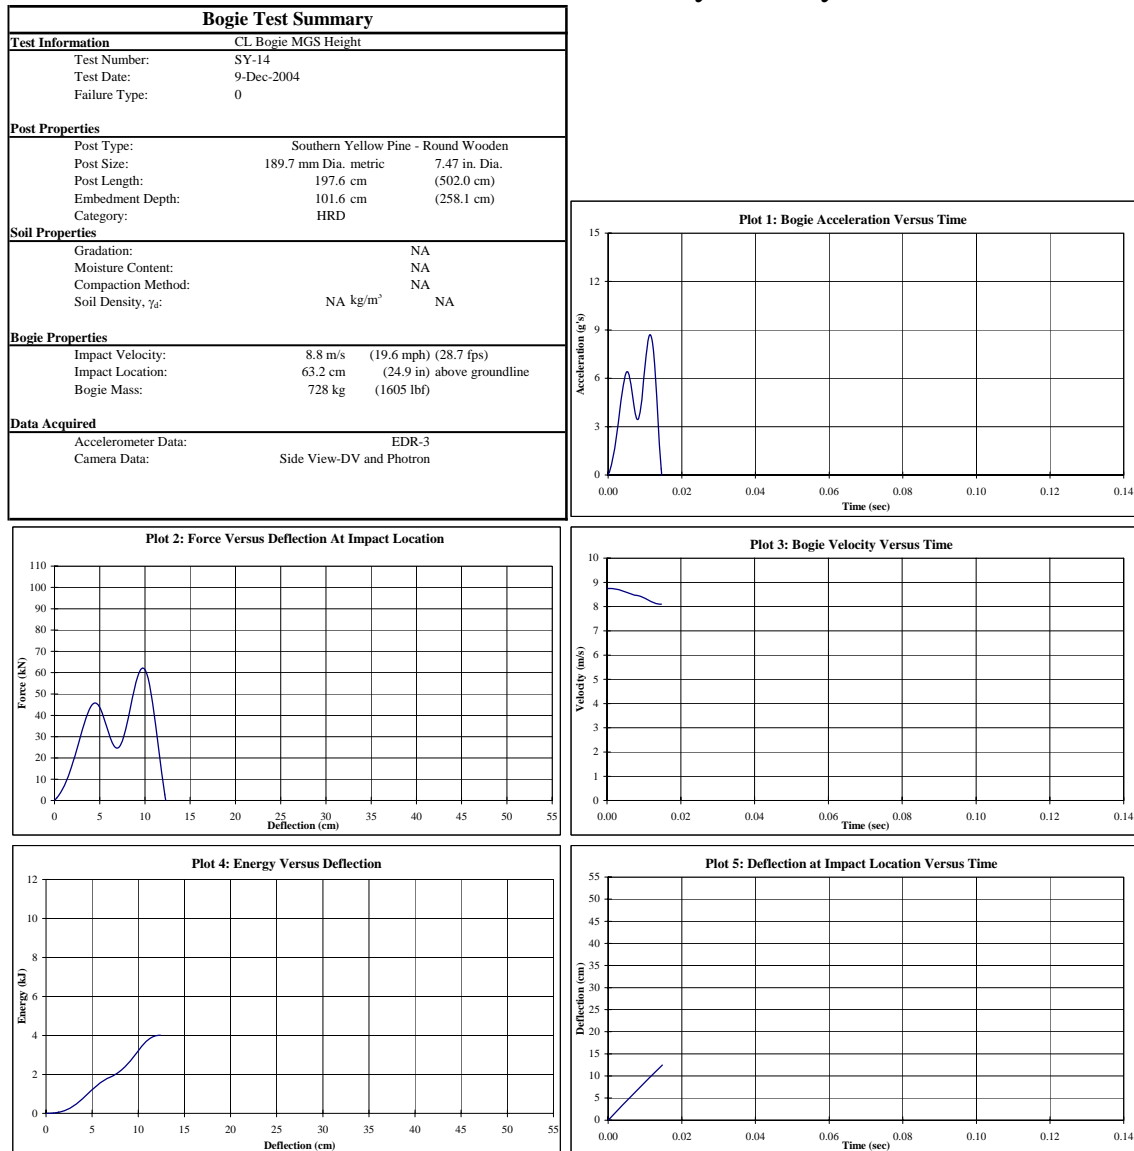 Bogie Test Summary
Test Information CL Bogie MGS Height
Test Number: SY-14
Test Date: 9-Dec-2004
Failure Type: 0
Post Properties
Post Type: Southern Yellow Pine - Round Wooden
Post Size: 189.7 mm Dia. metric 7.47 in. Dia.
Post Length: 197.6 cm (502.0 cm)
Embedment Depth: 101.6 cm (258.1 cm)
Category: HRD
Soil Properties
Gradation: NA
Moisture Content: NA
Compaction Method: NA
Soil Density, γd: NA kg/m³ NA
Bogie Properties
Impact Velocity: 8.8 m/s (19.6 mph) (28.7 fps)
Impact Location: 63.2 cm (24.9 in) above groundline
Bogie Mass: 728 kg (1605 lbf)
Data Acquired
Accelerometer Data: EDR-3
Camera Data: Side View-DV and Photron
Plot 1: Bogie Acceleration Versus Time
15
12
9
6
3
0
Acceleration (g's)
0.00 0.02 0.04 0.06 0.08 0.10 0.12 0.14
Time (sec)
Plot 2: Force Versus Deflection At Impact Location
110
100
90
80
70
60
50
40
30
20
10
0
Force (kN)
0 5 10 15 20 25 30 35 40 45 50 55
Deflection (cm)
Plot 3: Bogie Velocity Versus Time
10
9
8
7
6
5
4
3
2
1
0
Velocity (m/s)
0.00 0.02 0.04 0.06 0.08 0.10 0.12 0.14
Time (sec)
Plot 4: Energy Versus Deflection
12
10
8
6
4
2
0
Energy (kJ)
0 5 10 15 20 25 30 35 40 45 50 55
Deflection (cm)
Plot 5: Deflection at Impact Location Versus Time
55
50
45
40
35
30
25
20
15
10
5
0
Deflection (cm)
0.00 0.02 0.04 0.06 0.08 0.10 0.12 0.14
Time (sec)